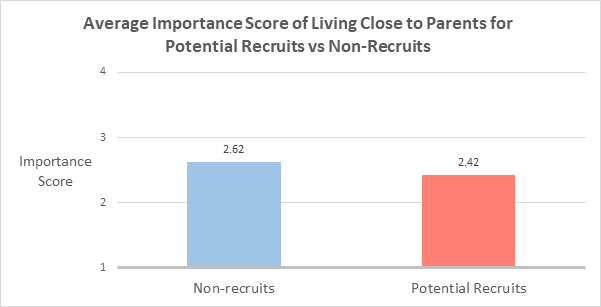 Average Importance Score of Living Close to Parents for
Potential Recruits vs Non-Recruits
4
3
2
1
Importance
Score
2.62
2.42
Non-recruits
Potential Recruits